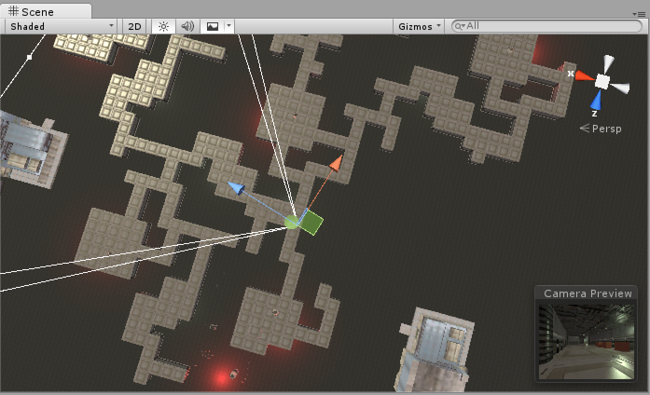 Scene
Shaded 2D Gizmos All
x
z
Persp
Camera Preview